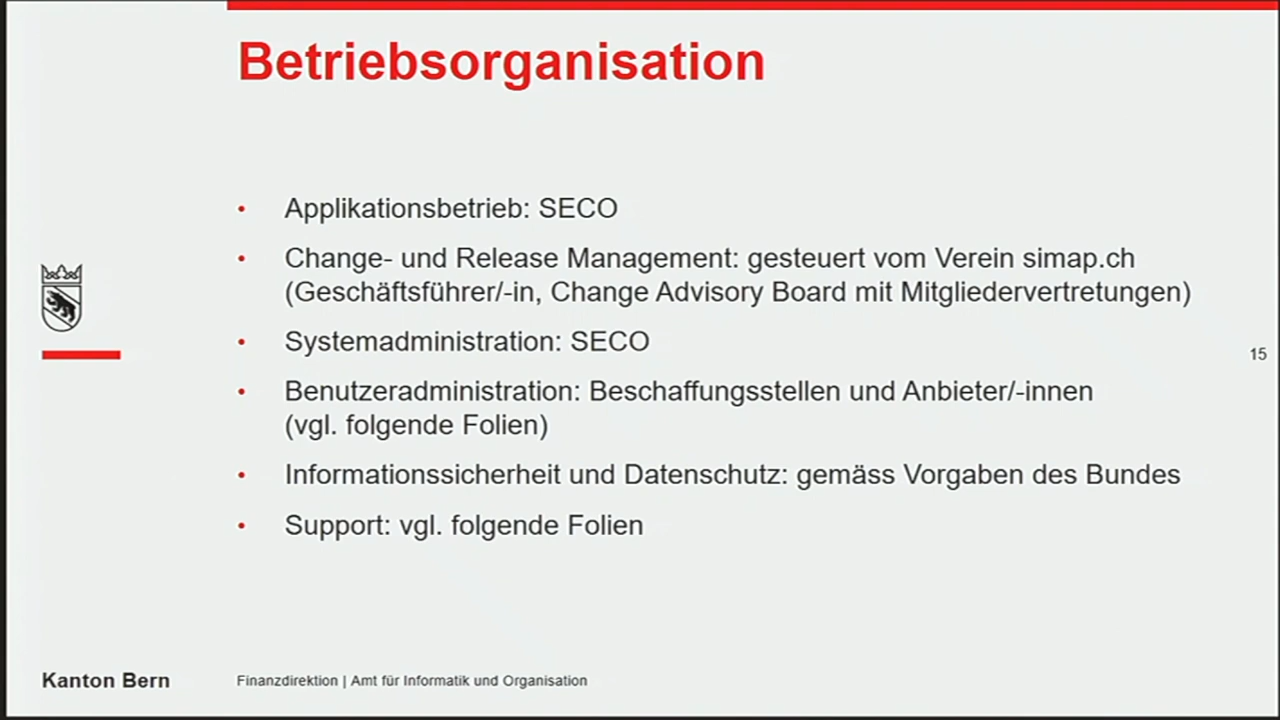 Betriebsorganisation
• Applikationsbetrieb: SECO
• Change- und Release Management: gesteuert vom Verein simap.ch
(Geschäftsführer/-in, Change Advisory Board mit Mitgliedervertretungen)
• Systemadministration: SECO
15
• Benutzeradministration: Beschaffungsstellen und Anbieter/-innen
(vgl. folgende Folien)
• Informationssicherheit und Datenschutz: gemäss Vorgaben des Bundes
• Support: vgl. folgende Folien
Kanton Bern
Finanzdirektion | Amt für Informatik und Organisation